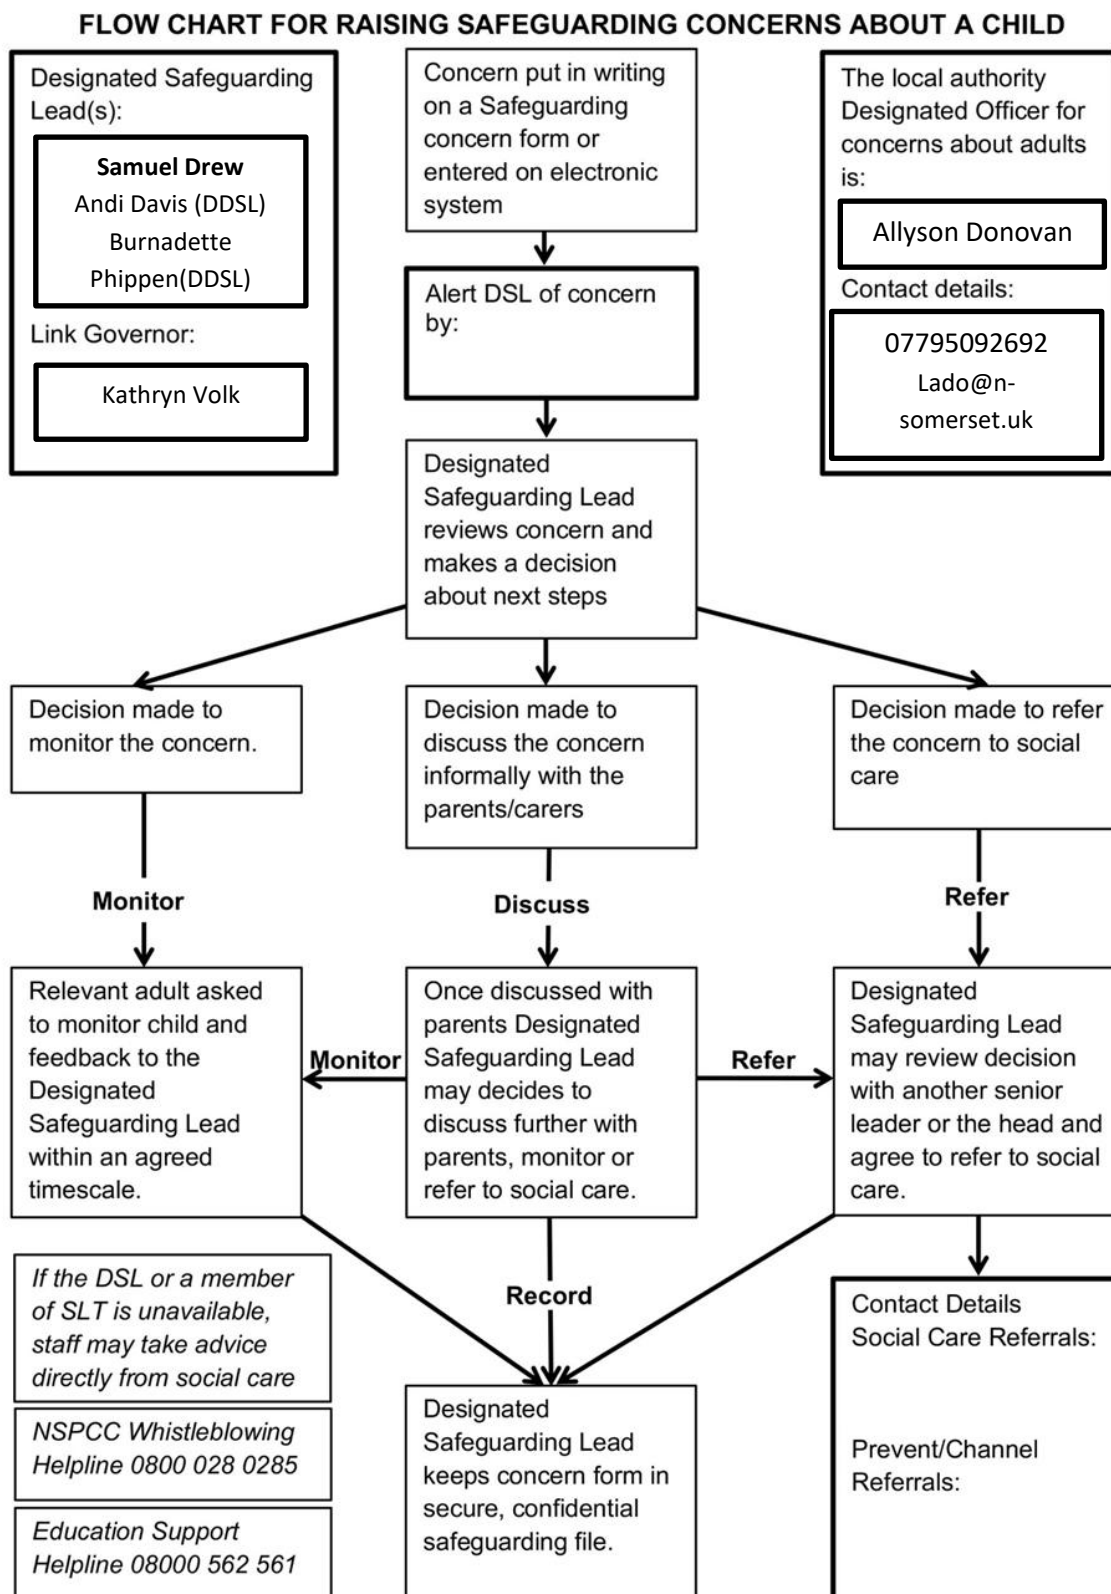 FLOW CHART FOR RAISING SAFEGUARDING CONCERNS ABOUT A CHILD
Designated Safeguarding
Lead(s):
Samuel Drew
Andi Davis (DDSL)
Burnadette
Phippen(DDSL)
Link Governor:
Kathryn Volk
Concern put in writing
on a Safeguarding
concern form or
entered on electronic
system
The local authority
Designated Officer for
concerns about adults
is:
Allyson Donovan
Contact details:
07795092692
Lado@n-
somerset.uk
Alert DSL of concern
by:
Designated
Safeguarding Lead
reviews concern and
makes a decision
about next steps
Decision made to
monitor the concern.
Decision made to
discuss the concern
informally with the
parents/carers
Decision made to refer
the concern to social
care
Monitor
Discuss
Refer
Relevant adult asked
to monitor child and
feedback to the
Designated
Safeguarding Lead
within an agreed
timescale.
Monitor
Once discussed with
parents Designated
Safeguarding Lead
may decides to
discuss further with
parents, monitor or
refer to social care.
Refer
Designated
Safeguarding Lead
may review decision
with another senior
leader or the head and
agree to refer to social
care.
If the DSL or a member
of SLT is unavailable,
staff may take advice
directly from social care
NSPCC Whistleblowing
Helpline 0800 028 0285
Education Support
Helpline 08000 562 561
Record
Designated
Safeguarding Lead
keeps concern form in
secure, confidential
safeguarding file.
Contact Details
Social Care Referrals:
Prevent/Channel
Referrals: